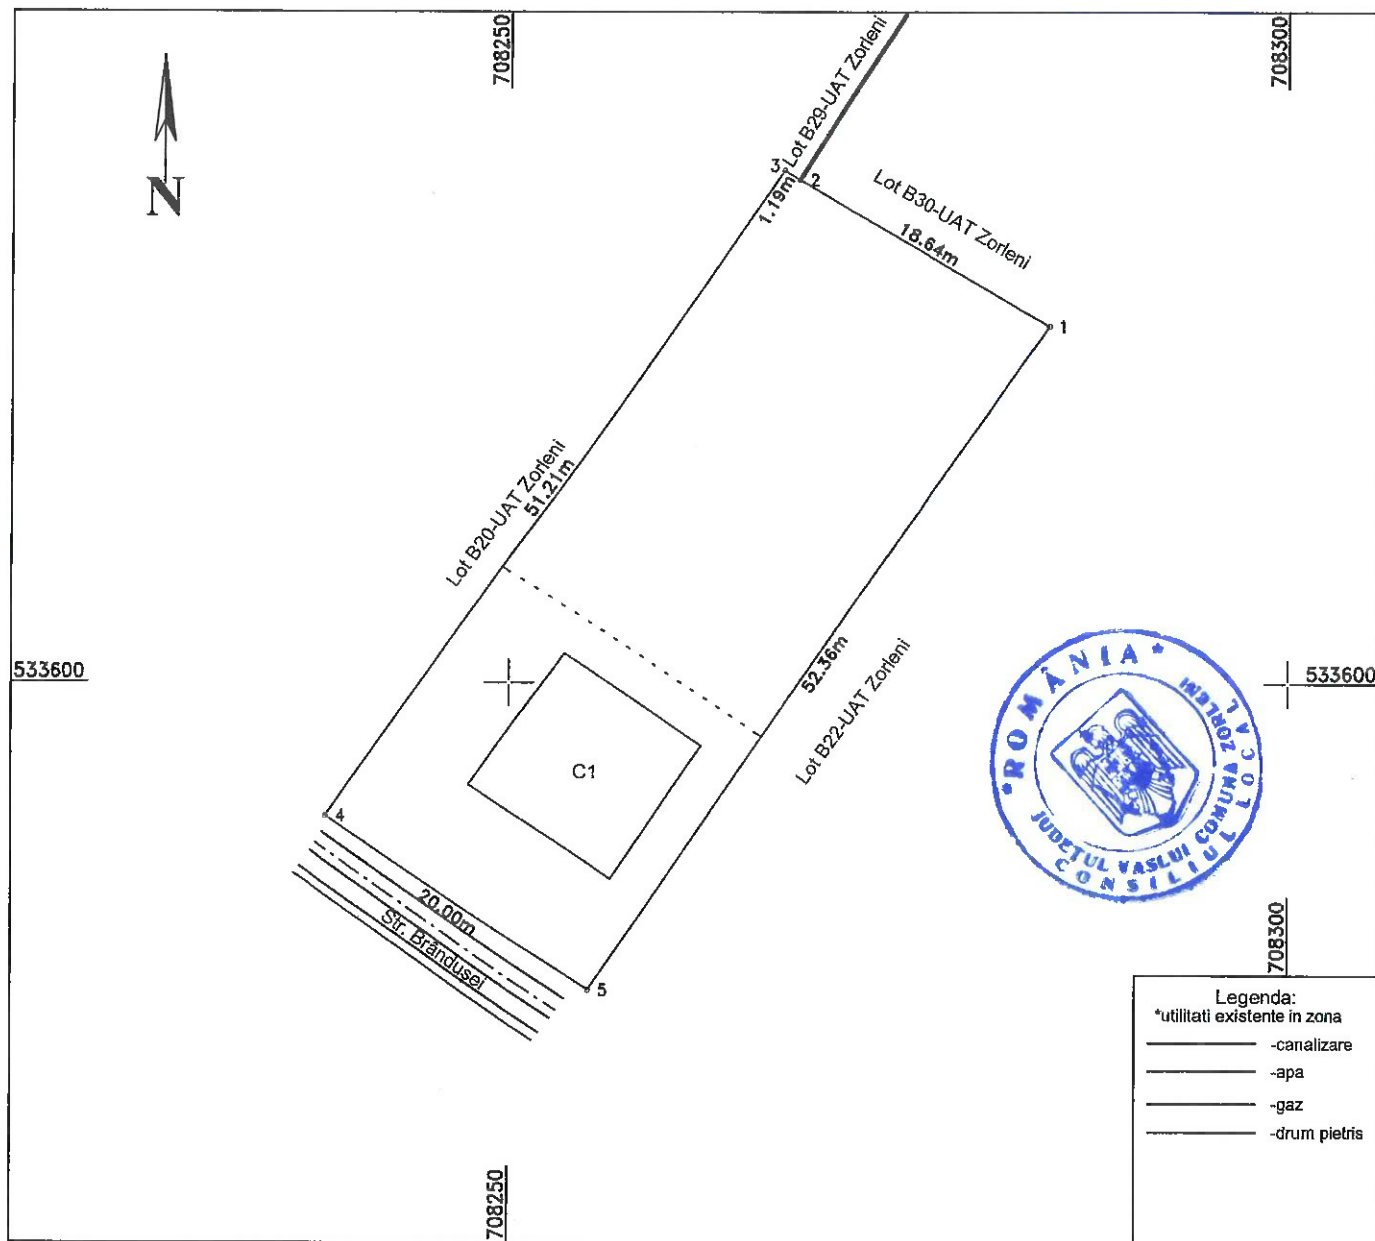 708250
708300
N
Lot B29-UAT Zorleni
3
2
1.19m
Lot B30-UAT Zorleni
18.64m
1
Lot B20-UAT Zorleni
51.21m
52.36m
Lot B22-UAT Zorleni
533600
533600
C1
4
20.00m
Str. Brândușei
5
*ROMÂNIA*
CONSILIUL LOCAL
JUDEȚUL VASLUI COMUNA ZORLENI
708300
708250
Legenda:
*utilitati existente in zona
-canalizare
-apa
-gaz
-drum pietris